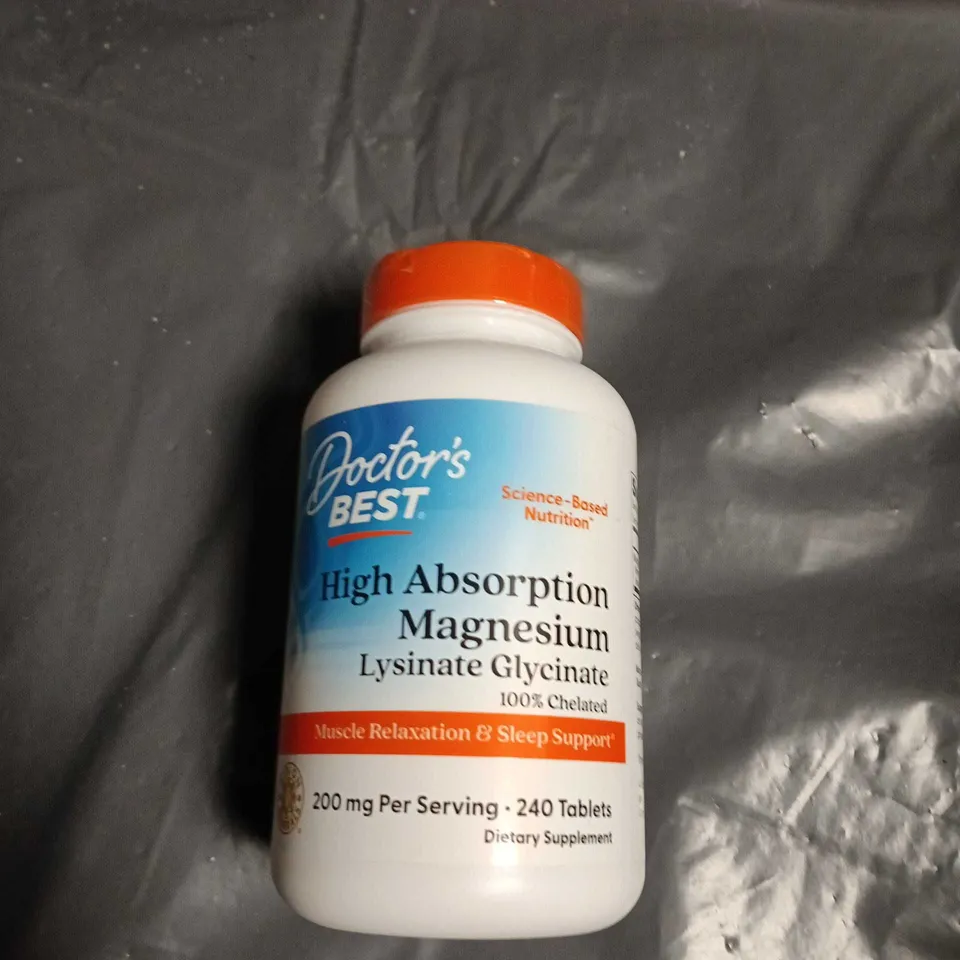 Doctor's
BEST®
Science-Based
Nutrition™
High Absorption
Magnesium
Lysinate Glycinate
100% Chelated
Muscle Relaxation & Sleep Support*
200 mg Per Serving • 240 Tablets
Dietary Supplement